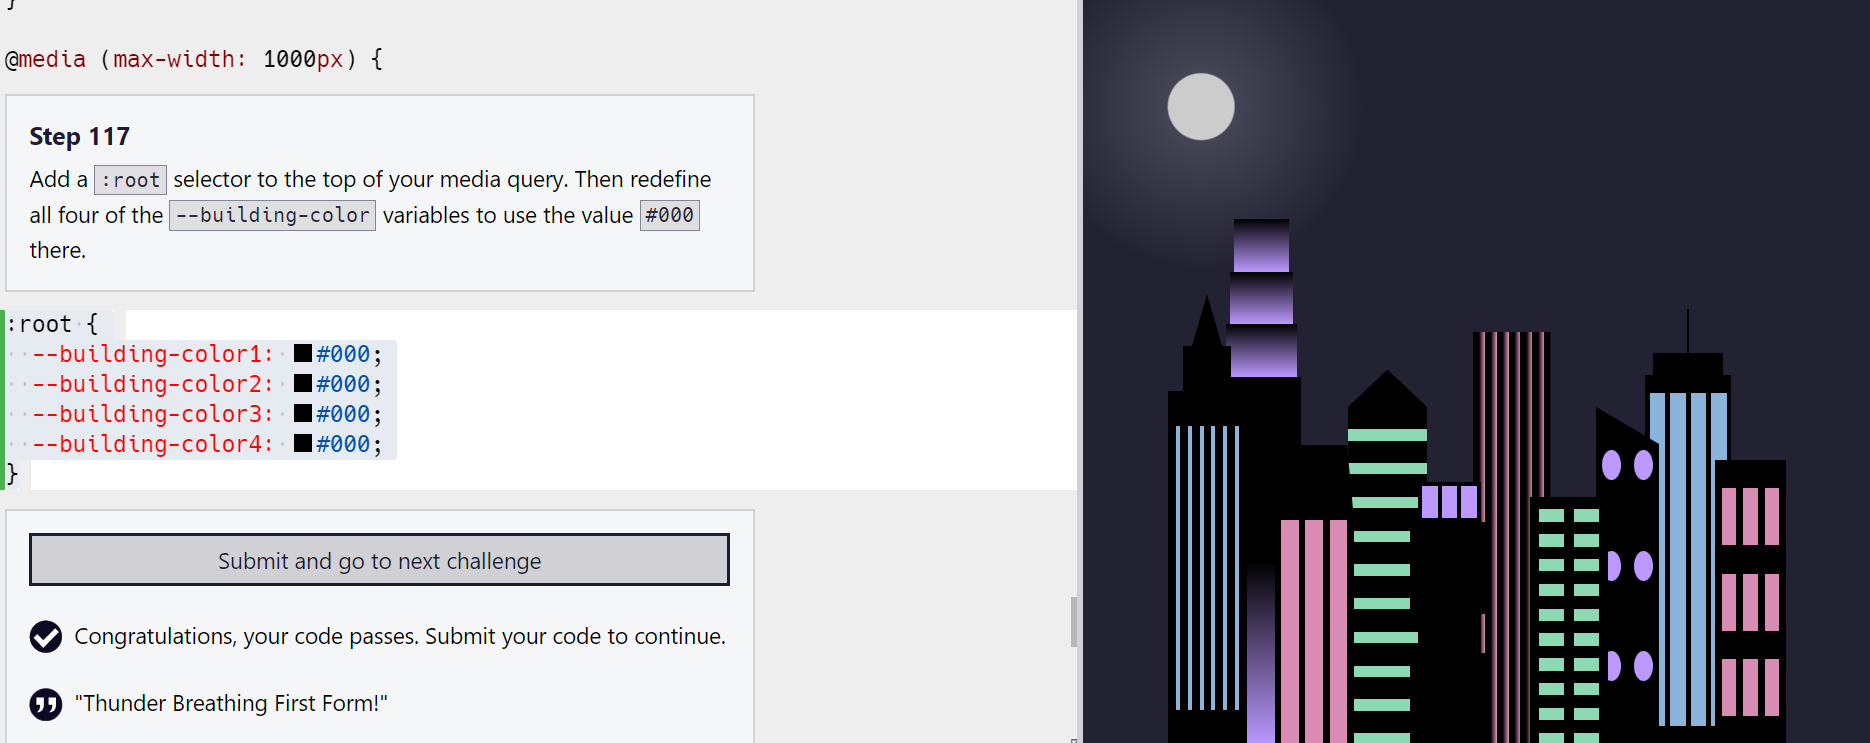 }
@media (max-width: 1000px) {
Step 117
Add a :root selector to the top of your media query. Then redefine
all four of the --building-color variables to use the value #000
there.
:root {
--building-color1: #000;
--building-color2: #000;
--building-color3: #000;
--building-color4: #000;
}
Submit and go to next challenge
Congratulations, your code passes. Submit your code to continue.
"Thunder Breathing First Form!"